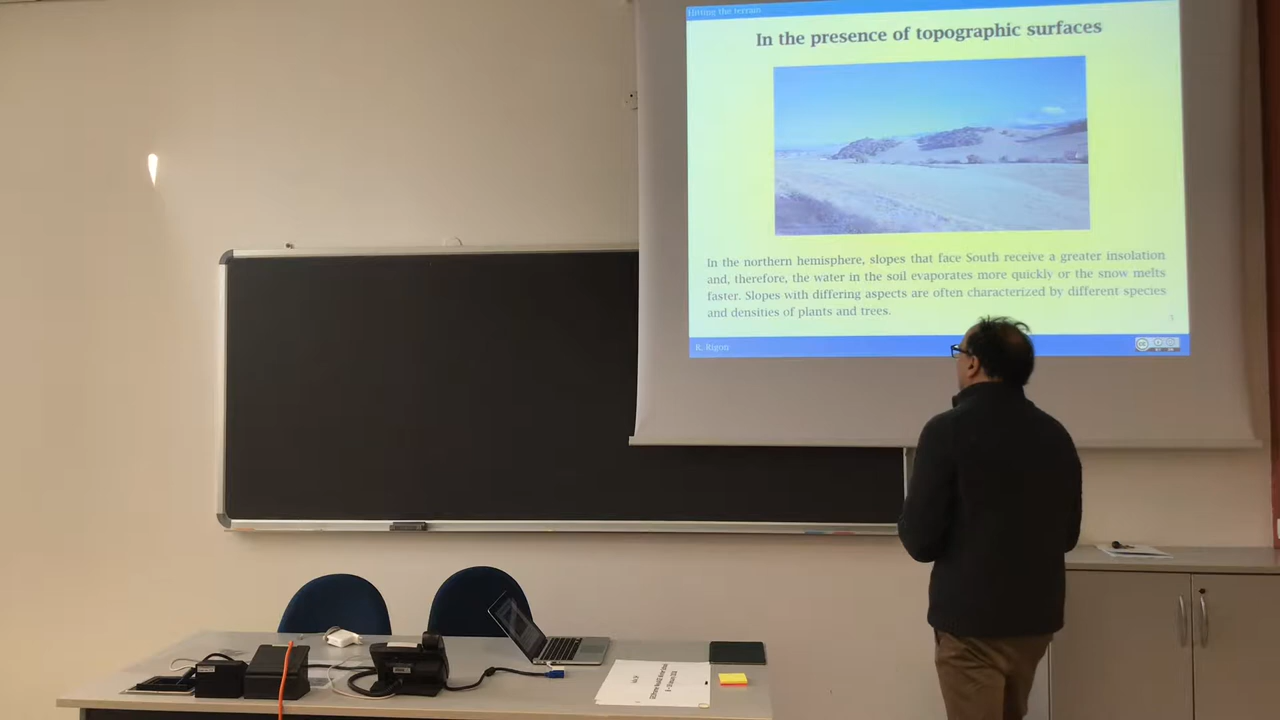 Hitting the terrain
In the presence of topographic surfaces
In the northern hemisphere, slopes that face South receive a greater insolation
and, therefore, the water in the soil evaporates more quickly or the snow melts
faster. Slopes with differing aspects are often characterized by different species
and densities of plants and trees.
R. Rigon